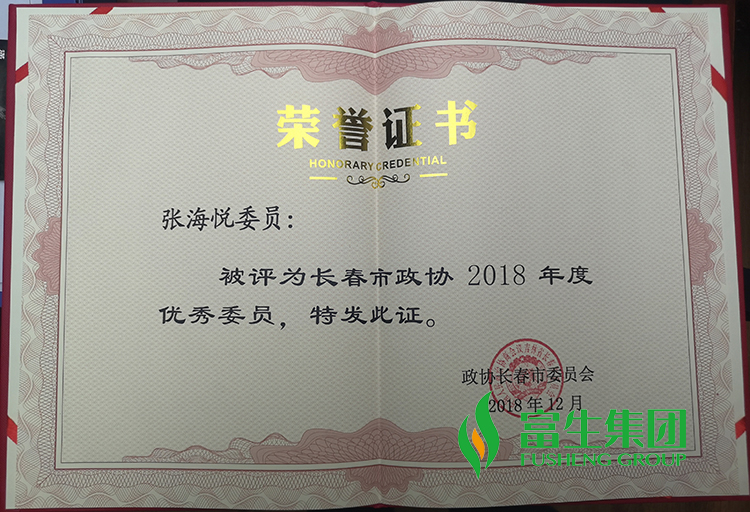 荣誉证书
HONORARY CREDENTIAL
张海悦委员：
被评为长春市政协 2018 年度
优秀委员，特发此证。
政协长春市委员会
2018 年 12 月
富生集团
FUSHENG GROUP